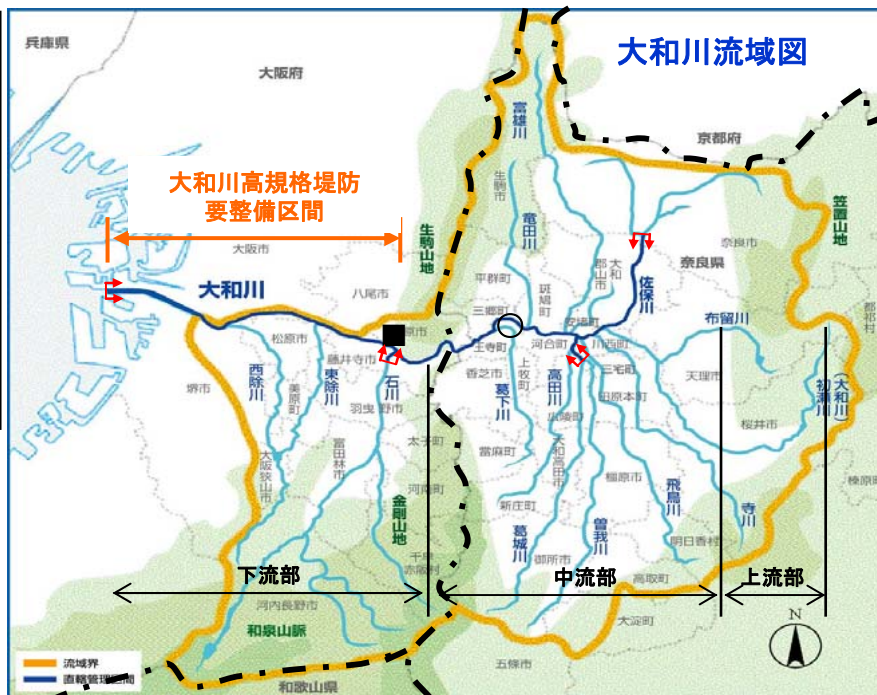 大和川流域図
兵庫県
大阪府
京都府
富雄川
生駒市
大和川高規格堤防
要整備区間
生駒山地
竜田川
笠置山地
奈良市
大阪市
大和川
八尾市
平群町
斑鳩町
大和
郡山市
佐保川
奈良県
都祁村
三郷町
安堵町
布留川
松原市
藤井寺市
王寺町
河合町
川西町
堺市
西除川
東除川
美原町
石川
羽曳野市
香芝市
上牧町
葛下川
高田川
三宅町
田原本町
天理市
(大和川)
初瀬川
広陵町
桜井市
太子町
富田林市
當麻町
大和高田市
大阪狭山市
河南町
金剛山地
橿原市
飛鳥川
榛原町
新庄町
葛城川
曽我川
寺川
千早
赤阪村
御所市
明日香村
高取町
下流部
中流部
上流部
河内長野市
和泉山脈
大淀町
N
五條市
和歌山県
流域界
直轄管理区間